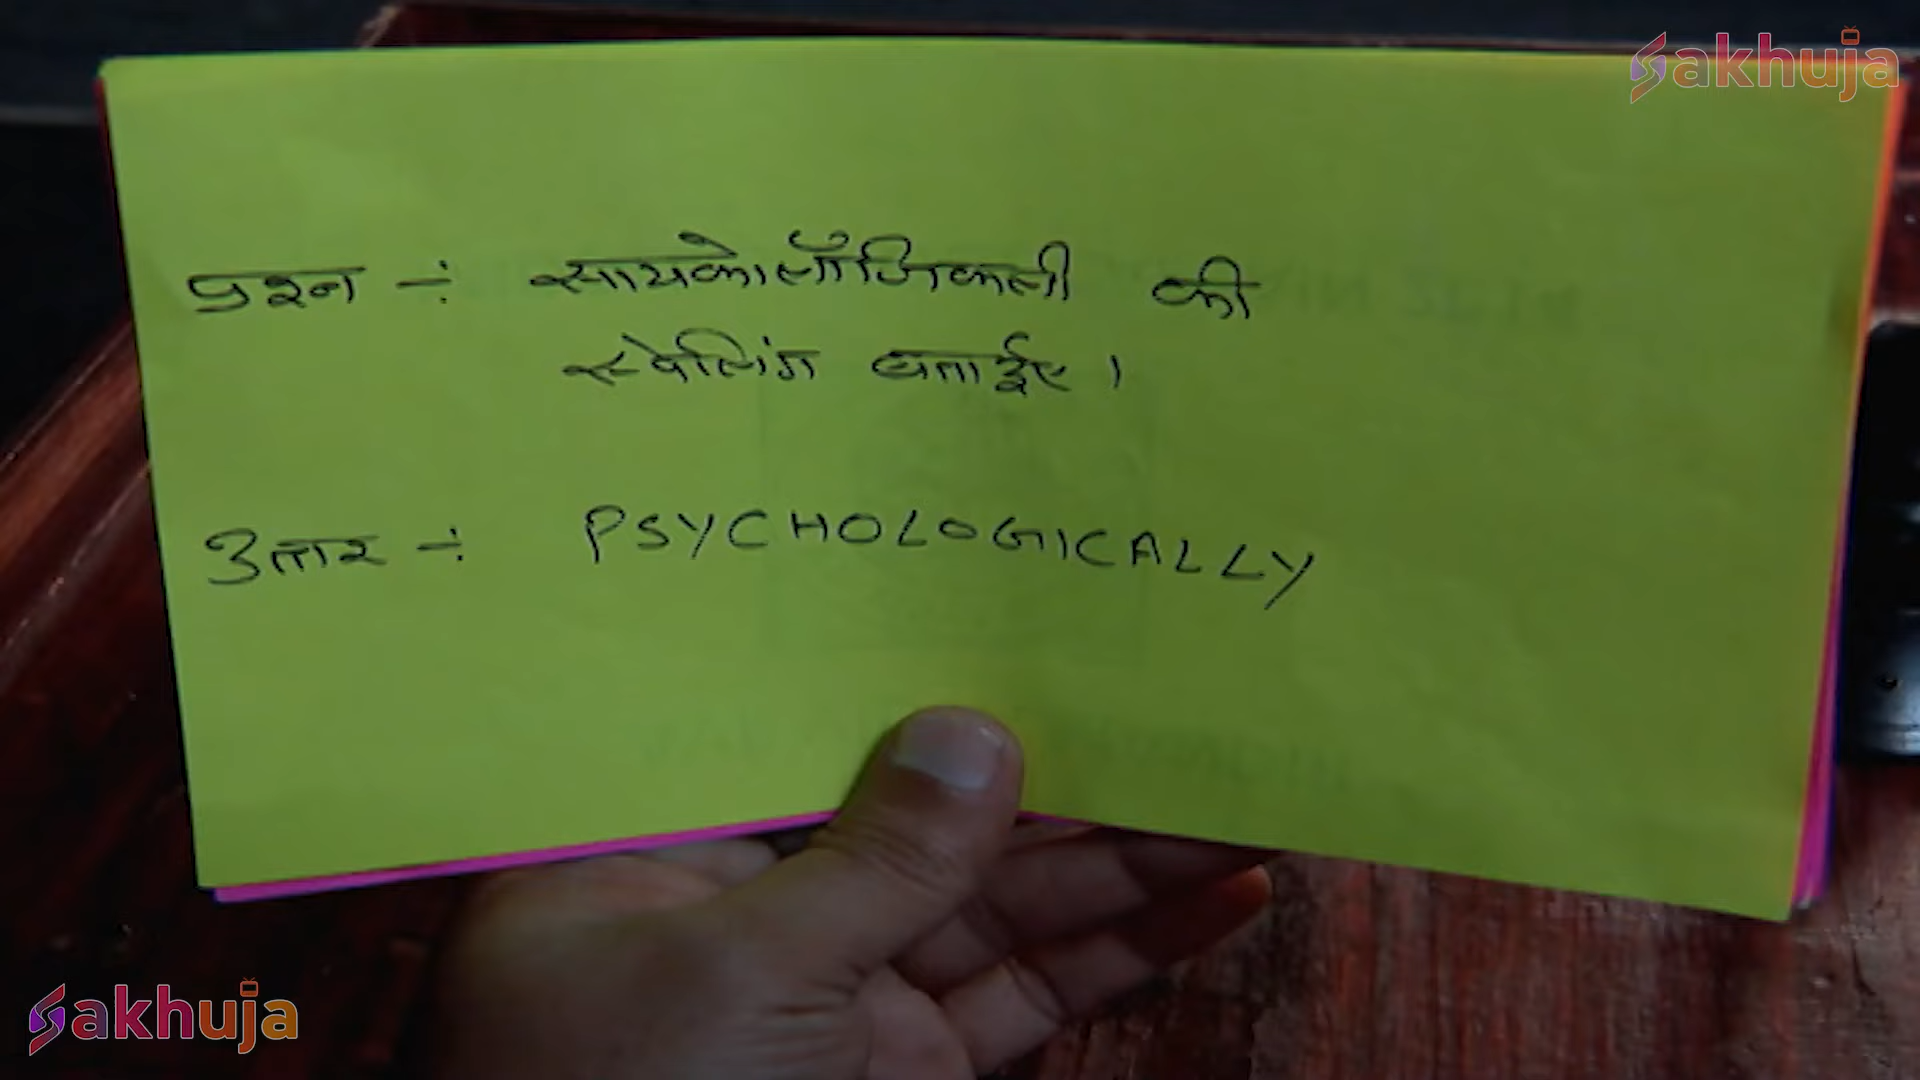 Sakhuja
प्रश्न ÷ सायकोलॉजिकली की
स्पेलिंग बताईए।
उत्तर ÷ PSYCHOLOGICALLY
Sakhuja